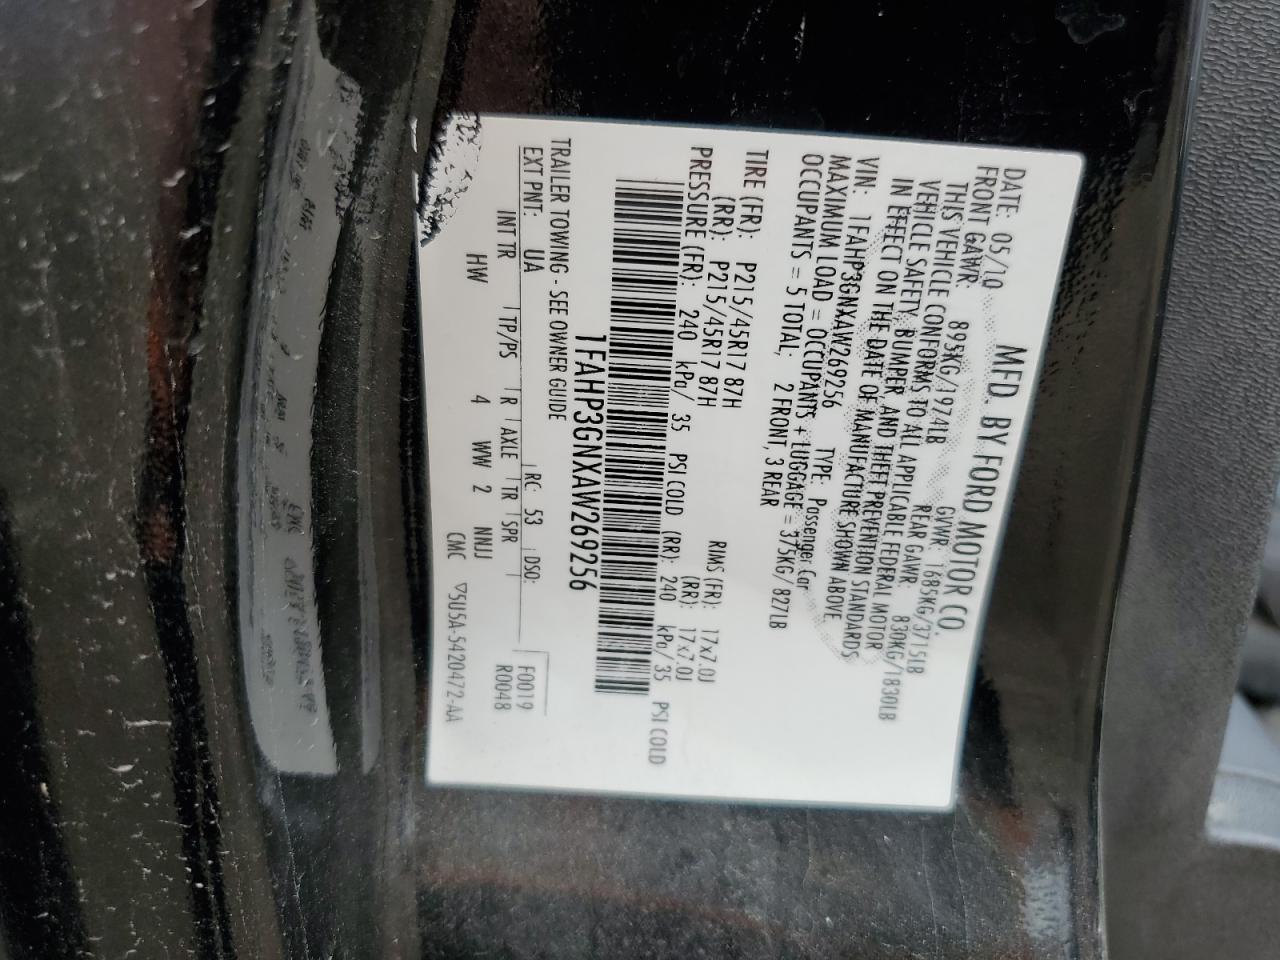 MFD. BY FORD MOTOR CO.
DATE: 05/10 GVWR: 1685KG/3715LB
FRONT GAWR: 895KG/1974LB REAR GAWR: 830KG/1830LB
THIS VEHICLE CONFORMS TO ALL APPLICABLE FEDERAL MOTOR
VEHICLE SAFETY, BUMPER, AND THEFT PREVENTION STANDARDS
IN EFFECT ON THE DATE OF MANUFACTURE SHOWN ABOVE
VIN: 1FAHP3GNXAW269256 TYPE: Passenger Car
MAXIMUM LOAD = OCCUPANTS + LUGGAGE = 375KG/827LB
OCCUPANTS = 5 TOTAL; 2 FRONT, 3 REAR
TIRE (FR): P215/45R17 87H RIMS (FR): 17x7.0J
(RR): P215/45R17 87H (RR): 17x7.0J
PRESSURE (FR): 240 kPa/ 35 PSI COLD (RR): 240 kPa/35 PSI COLD
1FAHP3GNXAW269256
TRAILER TOWING - SEE OWNER GUIDE
EXT PNT: UA RC: 53 DSO: F0019
INT TR TP/PS R AXLE TR SPR R0048
HW 4 WW 2 NNJJ
CMC ▽5U5A-5420472-AA